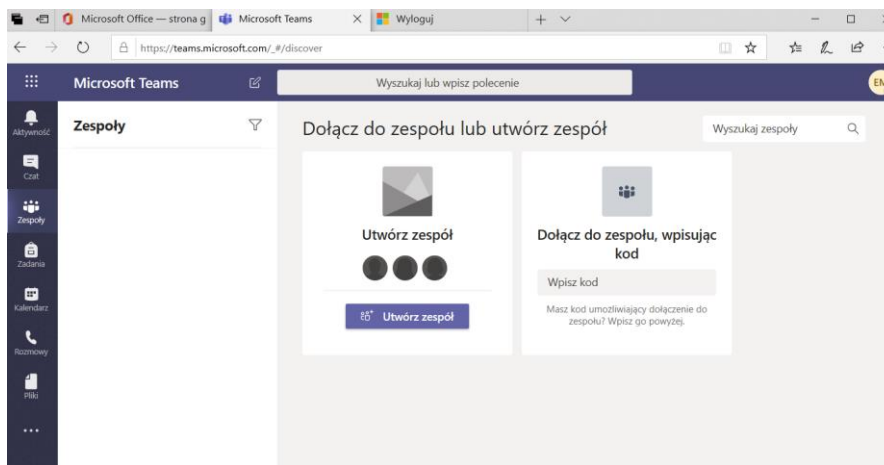 Microsoft Office — strona g
Microsoft Teams
Wyloguj
https://teams.microsoft.com/_#/discover
Microsoft Teams
Wyszukaj lub wpisz polecenie
Aktywność
Czat
Zespoły
Zadania
Kalendarz
Rozmowy
Pliki
Zespoły
Dołącz do zespołu lub utwórz zespół
Wyszukaj zespoły
Utwórz zespół
Utwórz zespół
Dołącz do zespołu, wpisując
kod
Wpisz kod
Masz kod umożliwiający dołączenie do
zespołu? Wpisz go powyżej.